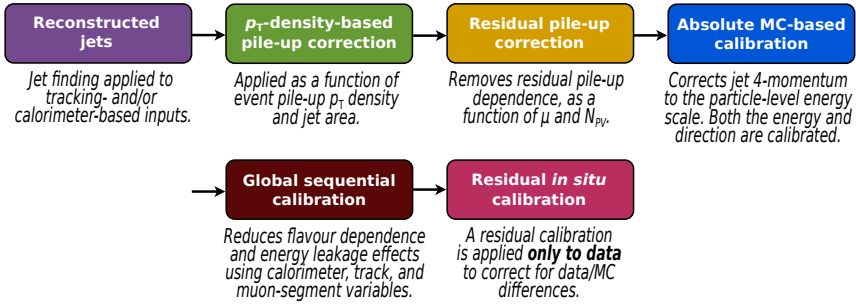 Reconstructed
jets
Jet finding applied to
tracking- and/or
calorimeter-based inputs.
p_T-density-based
pile-up correction
Applied as a function of
event pile-up p_T density
and jet area.
Residual pile-up
correction
Removes residual pile-up
dependence, as a
function of µ and N_PV.
Absolute MC-based
calibration
Corrects jet 4-momentum
to the particle-level energy
scale. Both the energy and
direction are calibrated.
Global sequential
calibration
Reduces flavour dependence
and energy leakage effects
using calorimeter, track, and
muon-segment variables.
Residual in situ
calibration
A residual calibration
is applied only to data
to correct for data/MC
differences.